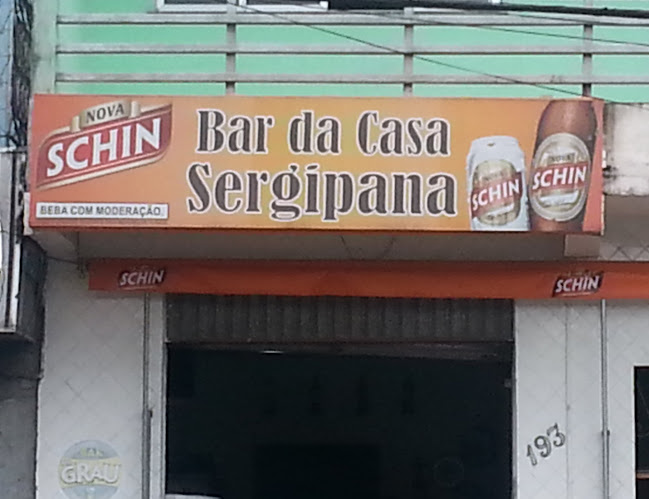 NOVA
SCHIN
BEBA COM MODERAÇÃO.
Bar da Casa
Sergipana
SCHIN
SCHIN
SCHIN
SCHIN
193
GRAU